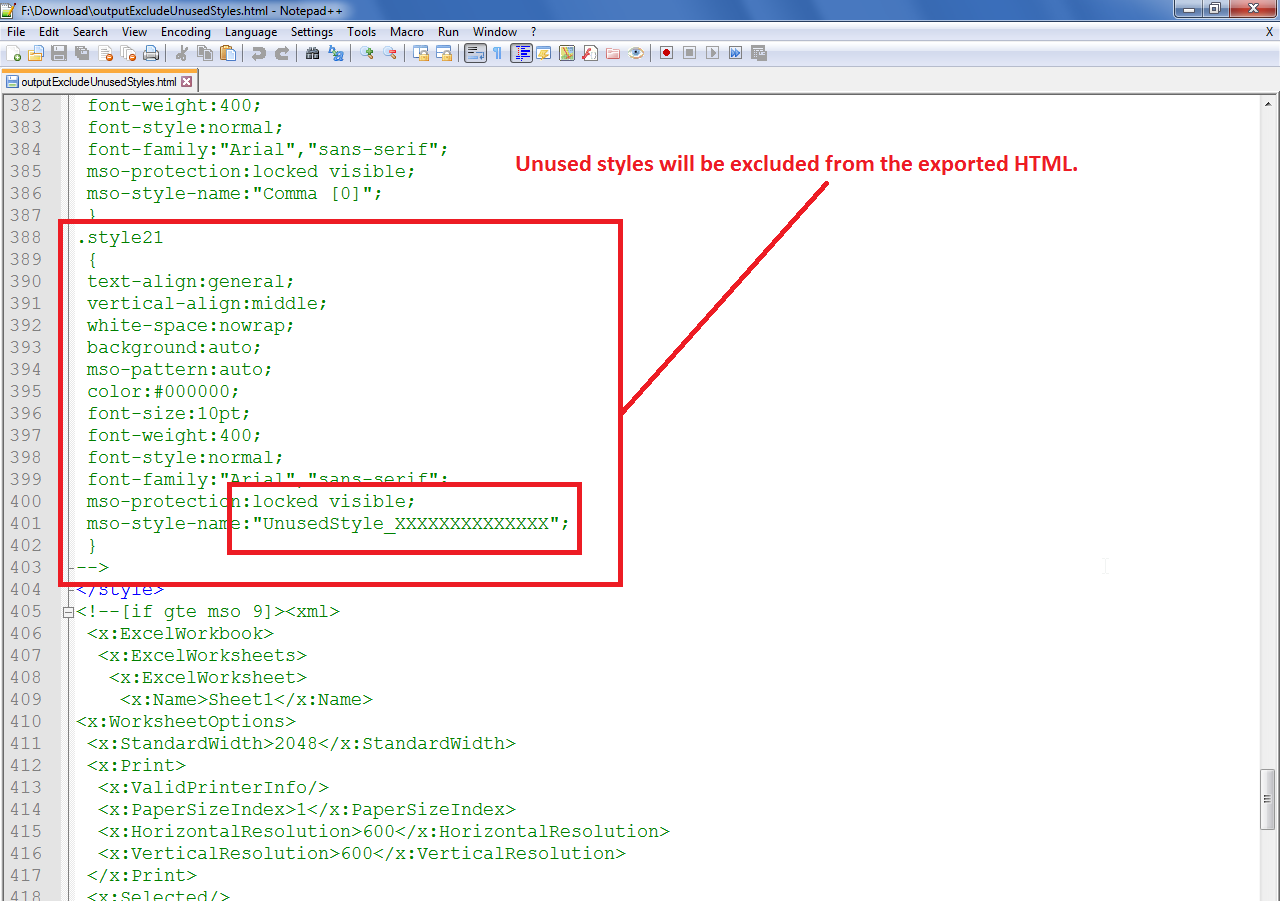 F:\Download\outputExcludeUnusedStyles.html - Notepad++
File Edit Search View Encoding Language Settings Tools Macro Run Window ? X
outputExcludeUnusedStyles.html
382 font-weight:400;
383 font-style:normal;
384 font-family:"Arial","sans-serif";
Unused styles will be excluded from the exported HTML.
385 mso-protection:locked visible;
386 mso-style-name:"Comma [0]";
387 }
388 .style21
389 {
390 text-align:general;
391 vertical-align:middle;
392 white-space:nowrap;
393 background:auto;
394 mso-pattern:auto;
395 color:#000000;
396 font-size:10pt;
397 font-weight:400;
398 font-style:normal;
399 font-family:"Arial","sans-serif";
400 mso-protection:locked visible;
401 mso-style-name:"UnusedStyle_XXXXXXXXXXXXXX";
402 }
403 -->
404 </style>
405 <!--[if gte mso 9]><xml>
406 <x:ExcelWorkbook>
407 <x:ExcelWorksheets>
408 <x:ExcelWorksheet>
409 <x:Name>Sheet1</x:Name>
410 <x:WorksheetOptions>
411 <x:StandardWidth>2048</x:StandardWidth>
412 <x:Print>
413 <x:ValidPrinterInfo/>
414 <x:PaperSizeIndex>1</x:PaperSizeIndex>
415 <x:HorizontalResolution>600</x:HorizontalResolution>
416 <x:VerticalResolution>600</x:VerticalResolution>
417 </x:Print>
418 <x:Selected/>